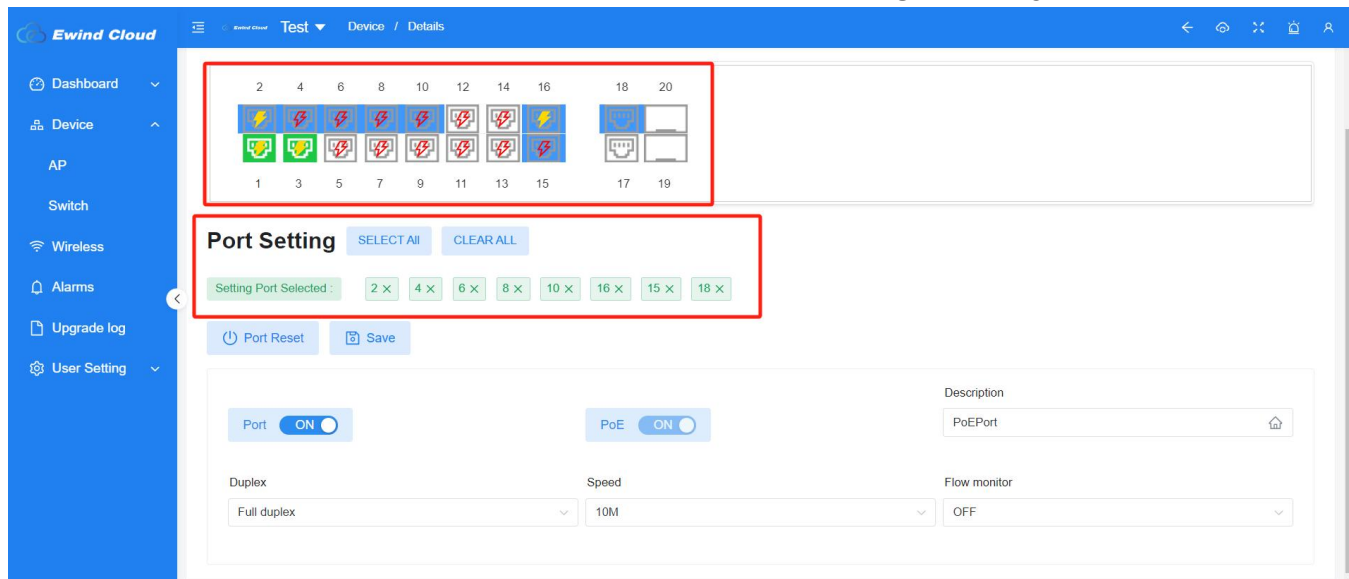 Ewind Cloud
Ewind Cloud Test Device / Details
Dashboard
Device
AP
Switch
Wireless
Alarms
Upgrade log
User Setting
2 4 6 8 10 12 14 16 18 20
1 3 5 7 9 11 13 15 17 19
Port Setting SELECT All CLEAR ALL
Setting Port Selected : 2 × 4 × 6 × 8 × 10 × 16 × 15 × 18 ×
Port Reset Save
Description
Port ON PoE ON PoEPort
Duplex Speed Flow monitor
Full duplex 10M OFF